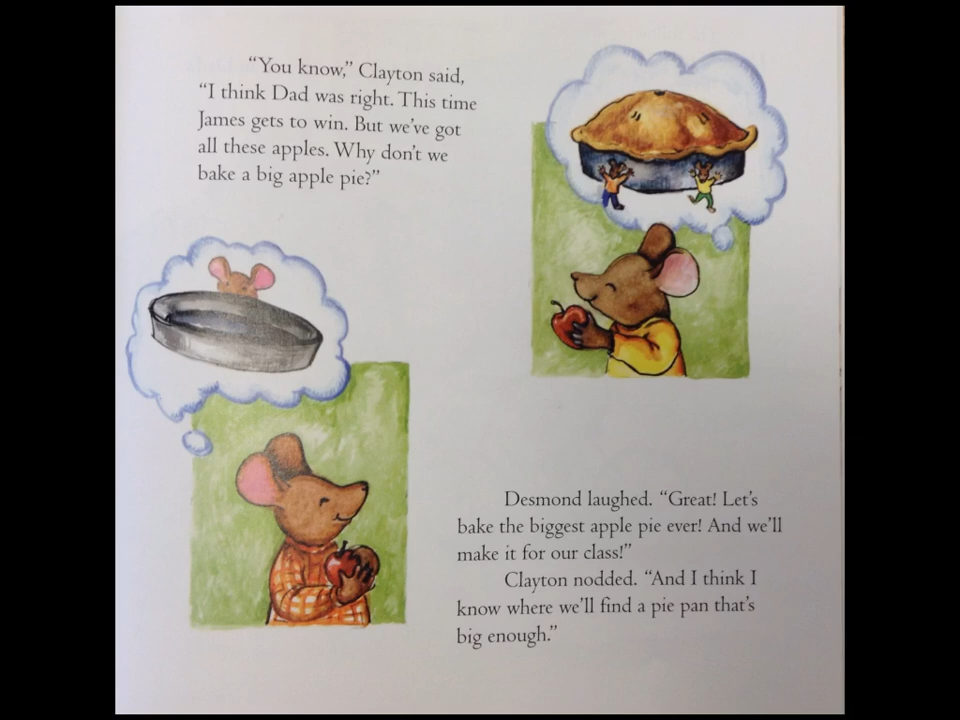 “You know,” Clayton said,
“I think Dad was right. This time
James gets to win. But we’ve got
all these apples. Why don’t we
bake a big apple pie?”
Desmond laughed. “Great! Let’s
bake the biggest apple pie ever! And we’ll
make it for our class!”
Clayton nodded. “And I think I
know where we’ll find a pie pan that’s
big enough.”